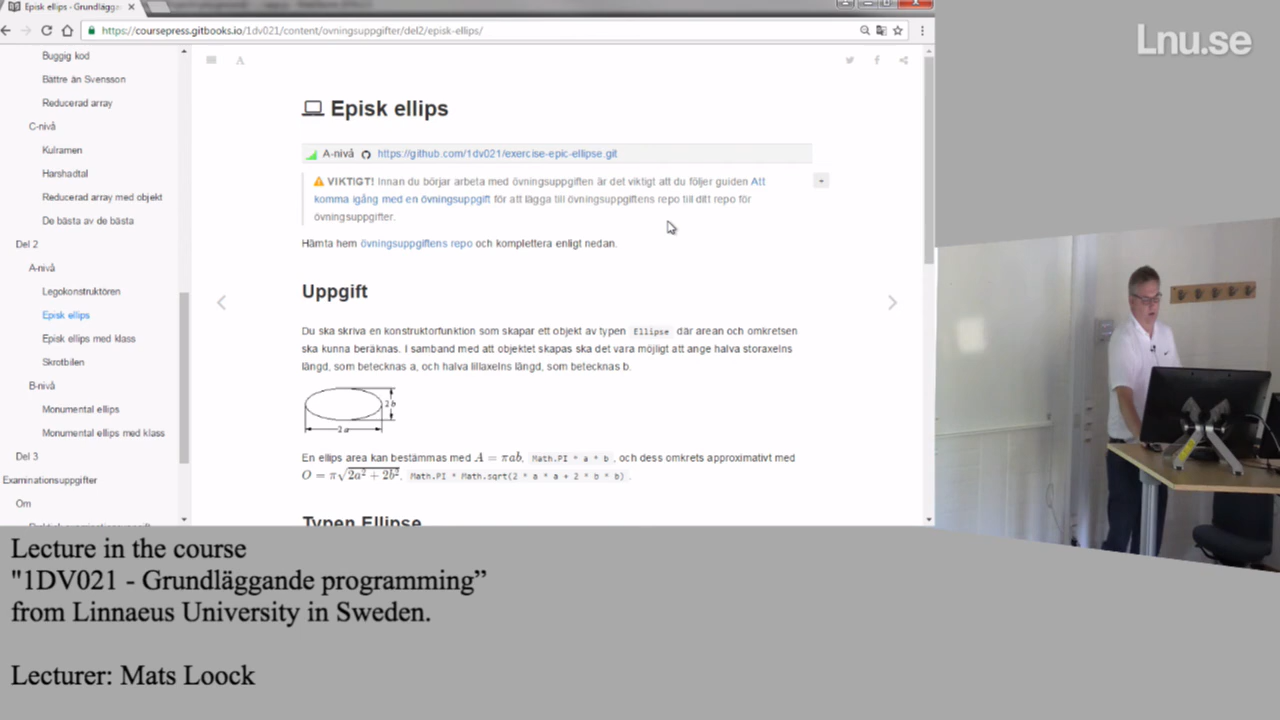 Episk ellips - Grundlägga
https://coursepress.gitbooks.io/1dv021/content/ovningsuppgifter/del2/episk-ellips/
Lnu.se
Buggig kod
Bättre än Svensson
Reducerad array
C-nivå
Kulramen
Harshadtal
Reducerad array med objekt
De bästa av de bästa
Del 2
A-nivå
Legokonstruktören
Episk ellips
Episk ellips med klass
Skrotbilen
B-nivå
Monumental ellips
Monumental ellips med klass
Del 3
Examinationsuppgifter
Om
A
Episk ellips
A-nivå https://github.com/1dv021/exercise-epic-ellipse.git
VIKTIGT! Innan du börjar arbeta med övningsuppgiften är det viktigt att du följer guiden Att
komma igång med en övningsuppgift för att lägga till övningsuppgiftens repo till ditt repo för
övningsuppgifter.
Hämta hem övningsuppgiftens repo och komplettera enligt nedan.
Uppgift
Du ska skriva en konstruktorfunktion som skapar ett objekt av typen Ellipse där arean och omkretsen
ska kunna beräknas. I samband med att objektet skapas ska det vara möjligt att ange halva storaxelns
längd, som betecknas a, och halva lillaxelns längd, som betecknas b.
2b
2a
En ellips area kan bestämmas med A = πab, Math.PI * a * b, och dess omkrets approximativt med
O = π√2a² + 2b², Math.PI * Math.sqrt(2 * a * a + 2 * b * b).
Typen Ellipse
Lecture in the course
"1DV021 - Grundläggande programming”
from Linnaeus University in Sweden.
Lecturer: Mats Loock